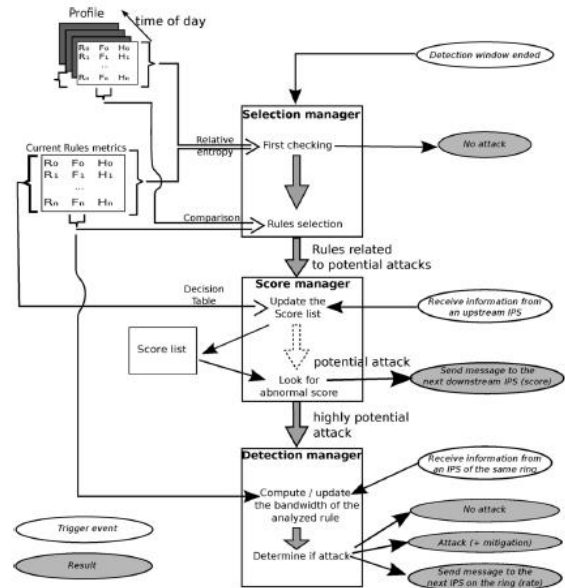 Profile
time of day
R₀ F₀ H₀
R₁ F₁ H₁
...
Rₙ Fₙ Hₙ
Detection window ended
Selection manager
Current Rules metrics
R₀ F₀ H₀
R₁ F₁ H₁
...
Rₙ Fₙ Hₙ
Relative
entropy
First checking
No attack
Comparison
Rules selection
Rules related
to potential attacks
Score manager
Decision
Table
Update the
Score list
Receive information from
an upstream IPS
Score list
potential attack
Look for
abnormal score
Send message to the
next downstream IPS (score)
highly potential
attack
Detection manager
Receive information from
an IPS of the same ring
Compute / update
the bandwidth of the
analyzed rule
No attack
Trigger event
Determine if attack
Attack (+ mitigation)
Result
Send message to the
next IPS on the ring (rate)